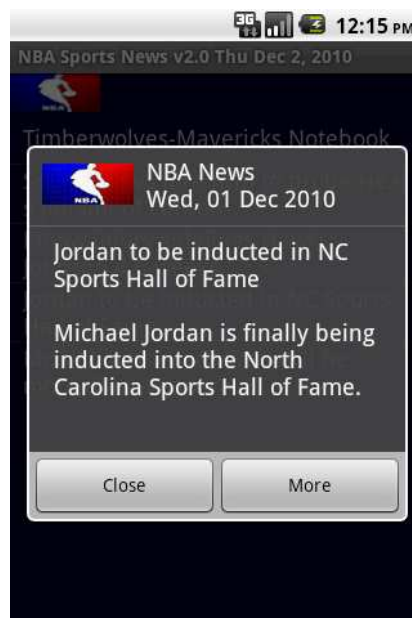 3G
12:15 PM
NBA Sports News v2.0 Thu Dec 2, 2010
Timberwolves-Mavericks Notebook
NBA
NBA News
Wed, 01 Dec 2010
Jordan to be inducted in NC
Sports Hall of Fame
Michael Jordan is finally being
inducted into the North
Carolina Sports Hall of Fame.
Close
More